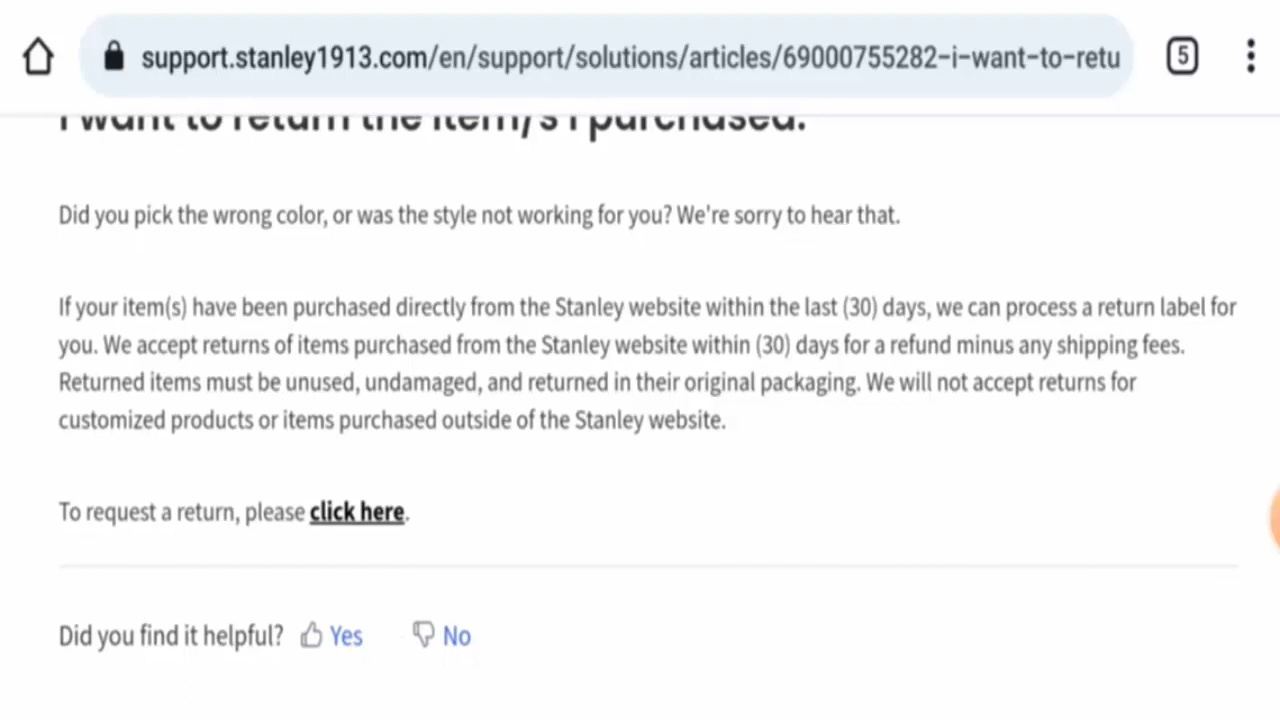 support.stanley1913.com/en/support/solutions/articles/69000755282-i-want-to-retu
5
I want to return the item/s I purchased.
Did you pick the wrong color, or was the style not working for you? We're sorry to hear that.
If your item(s) have been purchased directly from the Stanley website within the last (30) days, we can process a return label for
you. We accept returns of items purchased from the Stanley website within (30) days for a refund minus any shipping fees.
Returned items must be unused, undamaged, and returned in their original packaging. We will not accept returns for
customized products or items purchased outside of the Stanley website.
To request a return, please click here.
Did you find it helpful? Yes No